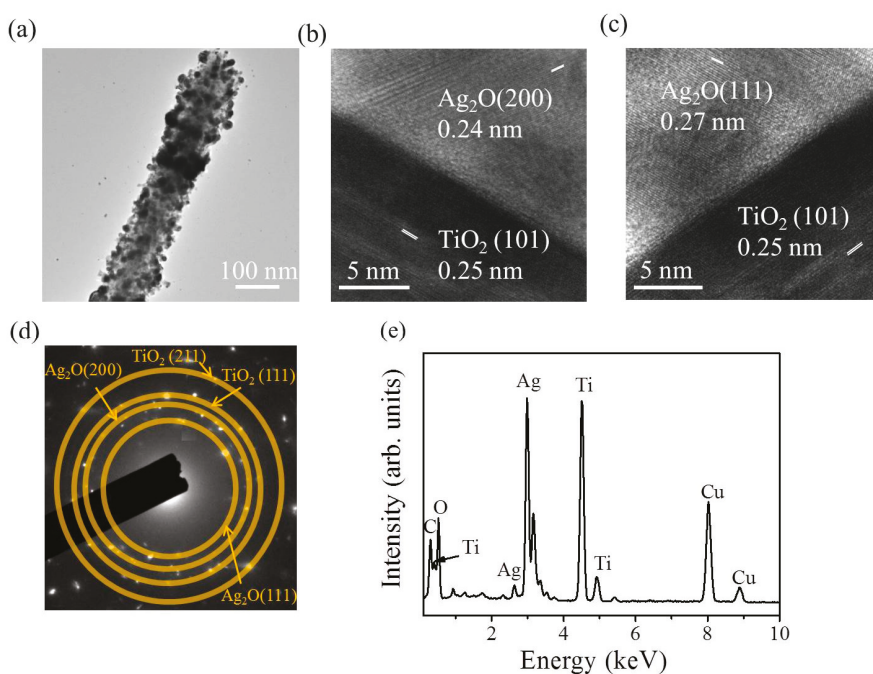 (a)
100 nm
(b)
Ag₂O(200)
0.24 nm
TiO₂ (101)
0.25 nm
5 nm
(c)
Ag₂O(111)
0.27 nm
TiO₂ (101)
0.25 nm
5 nm
(d)
TiO₂ (211)
Ag₂O(200)
TiO₂ (111)
Ag₂O(111)
(e)
Intensity (arb. units)
C
O
Ti
Ag
Ag
Ti
Ti
Cu
Cu
2
4
6
8
10
Energy (keV)